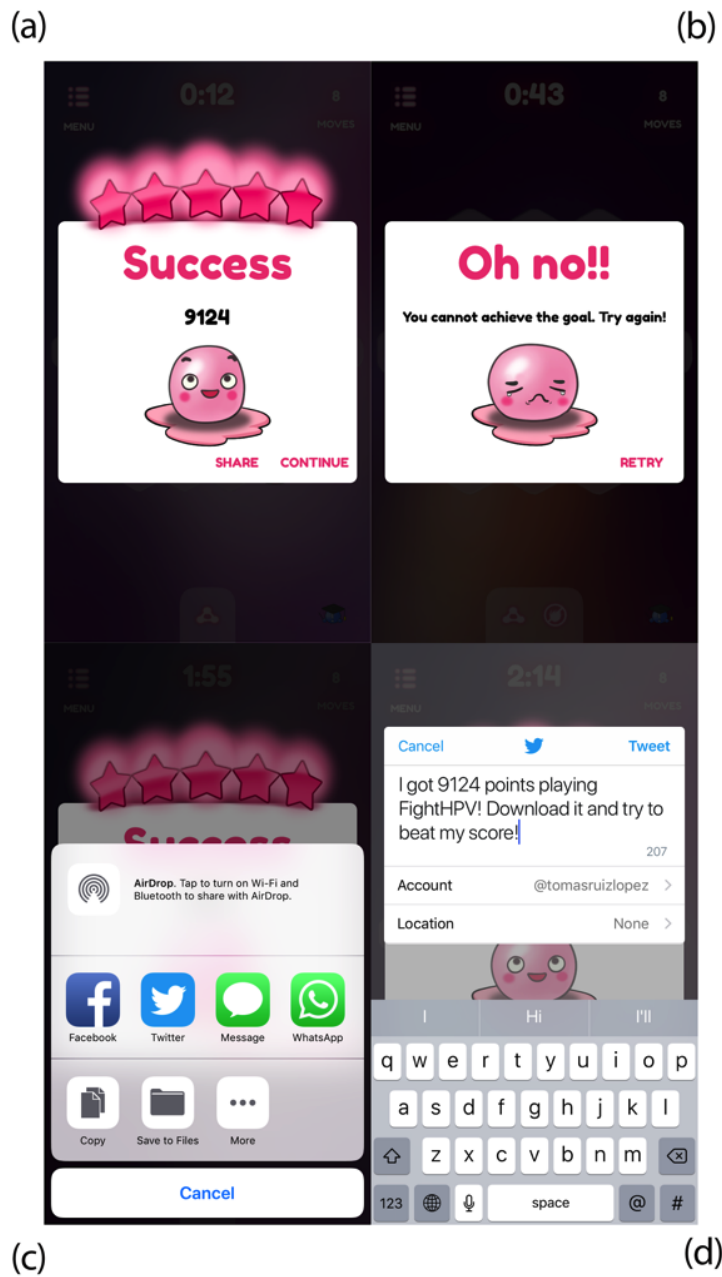 (a)
(b)
0:12
8
MENU
MOVES
Success
9124
SHARE CONTINUE
0:43
8
MENU
MOVES
Oh no!!
You cannot achieve the goal. Try again!
RETRY
1:55
8
MENU
MOVES
Success
AirDrop. Tap to turn on Wi-Fi and
Bluetooth to share with AirDrop.
Facebook Twitter Message WhatsApp
Copy Save to Files More
Cancel
2:14
8
MENU
MOVES
Cancel Tweet
I got 9124 points playing
FightHPV! Download it and try to
beat my score!
207
Account @tomasruizlopez
Location None
I Hi I'll
q w e r t y u i o p
a s d f g h j k l
z x c v b n m
123 space @ #
(c)
(d)